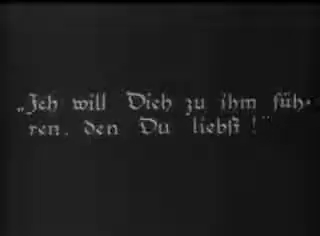 „Ich will Dich zu ihm füh-
ren, den Du liebst!"